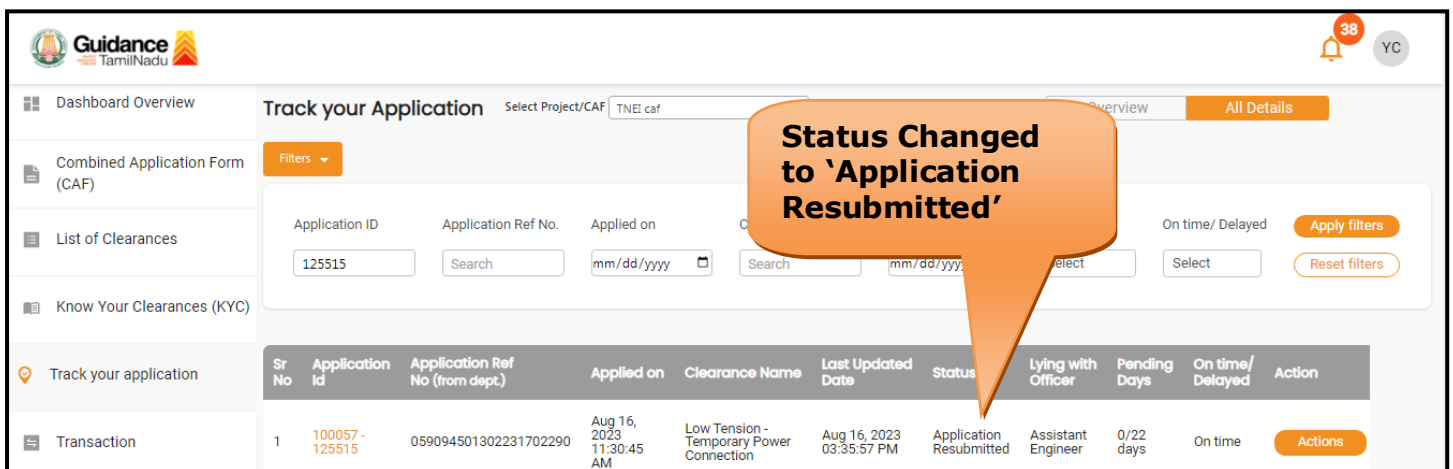 Guidance
TamilNadu
38
YC
Dashboard Overview
Combined Application Form
(CAF)
List of Clearances
Know Your Clearances (KYC)
Track your application
Transaction
Track your Application
Select Project/CAF
TNEI caf
erview
All Details
Status Changed
to ‘Application
Resubmitted’
Filters
Application ID
Application Ref No.
Applied on
C
On time/ Delayed
Apply filters
125515
Search
mm/dd/yyyy
Search
mm/dd/yyyy
Select
Select
Reset filters
Sr No
Application Id
Application Ref No (from dept.)
Applied on
Clearance Name
Last Updated Date
Status
Lying with Officer
Pending Days
On time/ Delayed
Action
1
100057 -
125515
059094501302231702290
Aug 16,
2023
11:30:45
AM
Low Tension -
Temporary Power
Connection
Aug 16, 2023
03:35:57 PM
Application
Resubmitted
Assistant
Engineer
0/22
days
On time
Actions